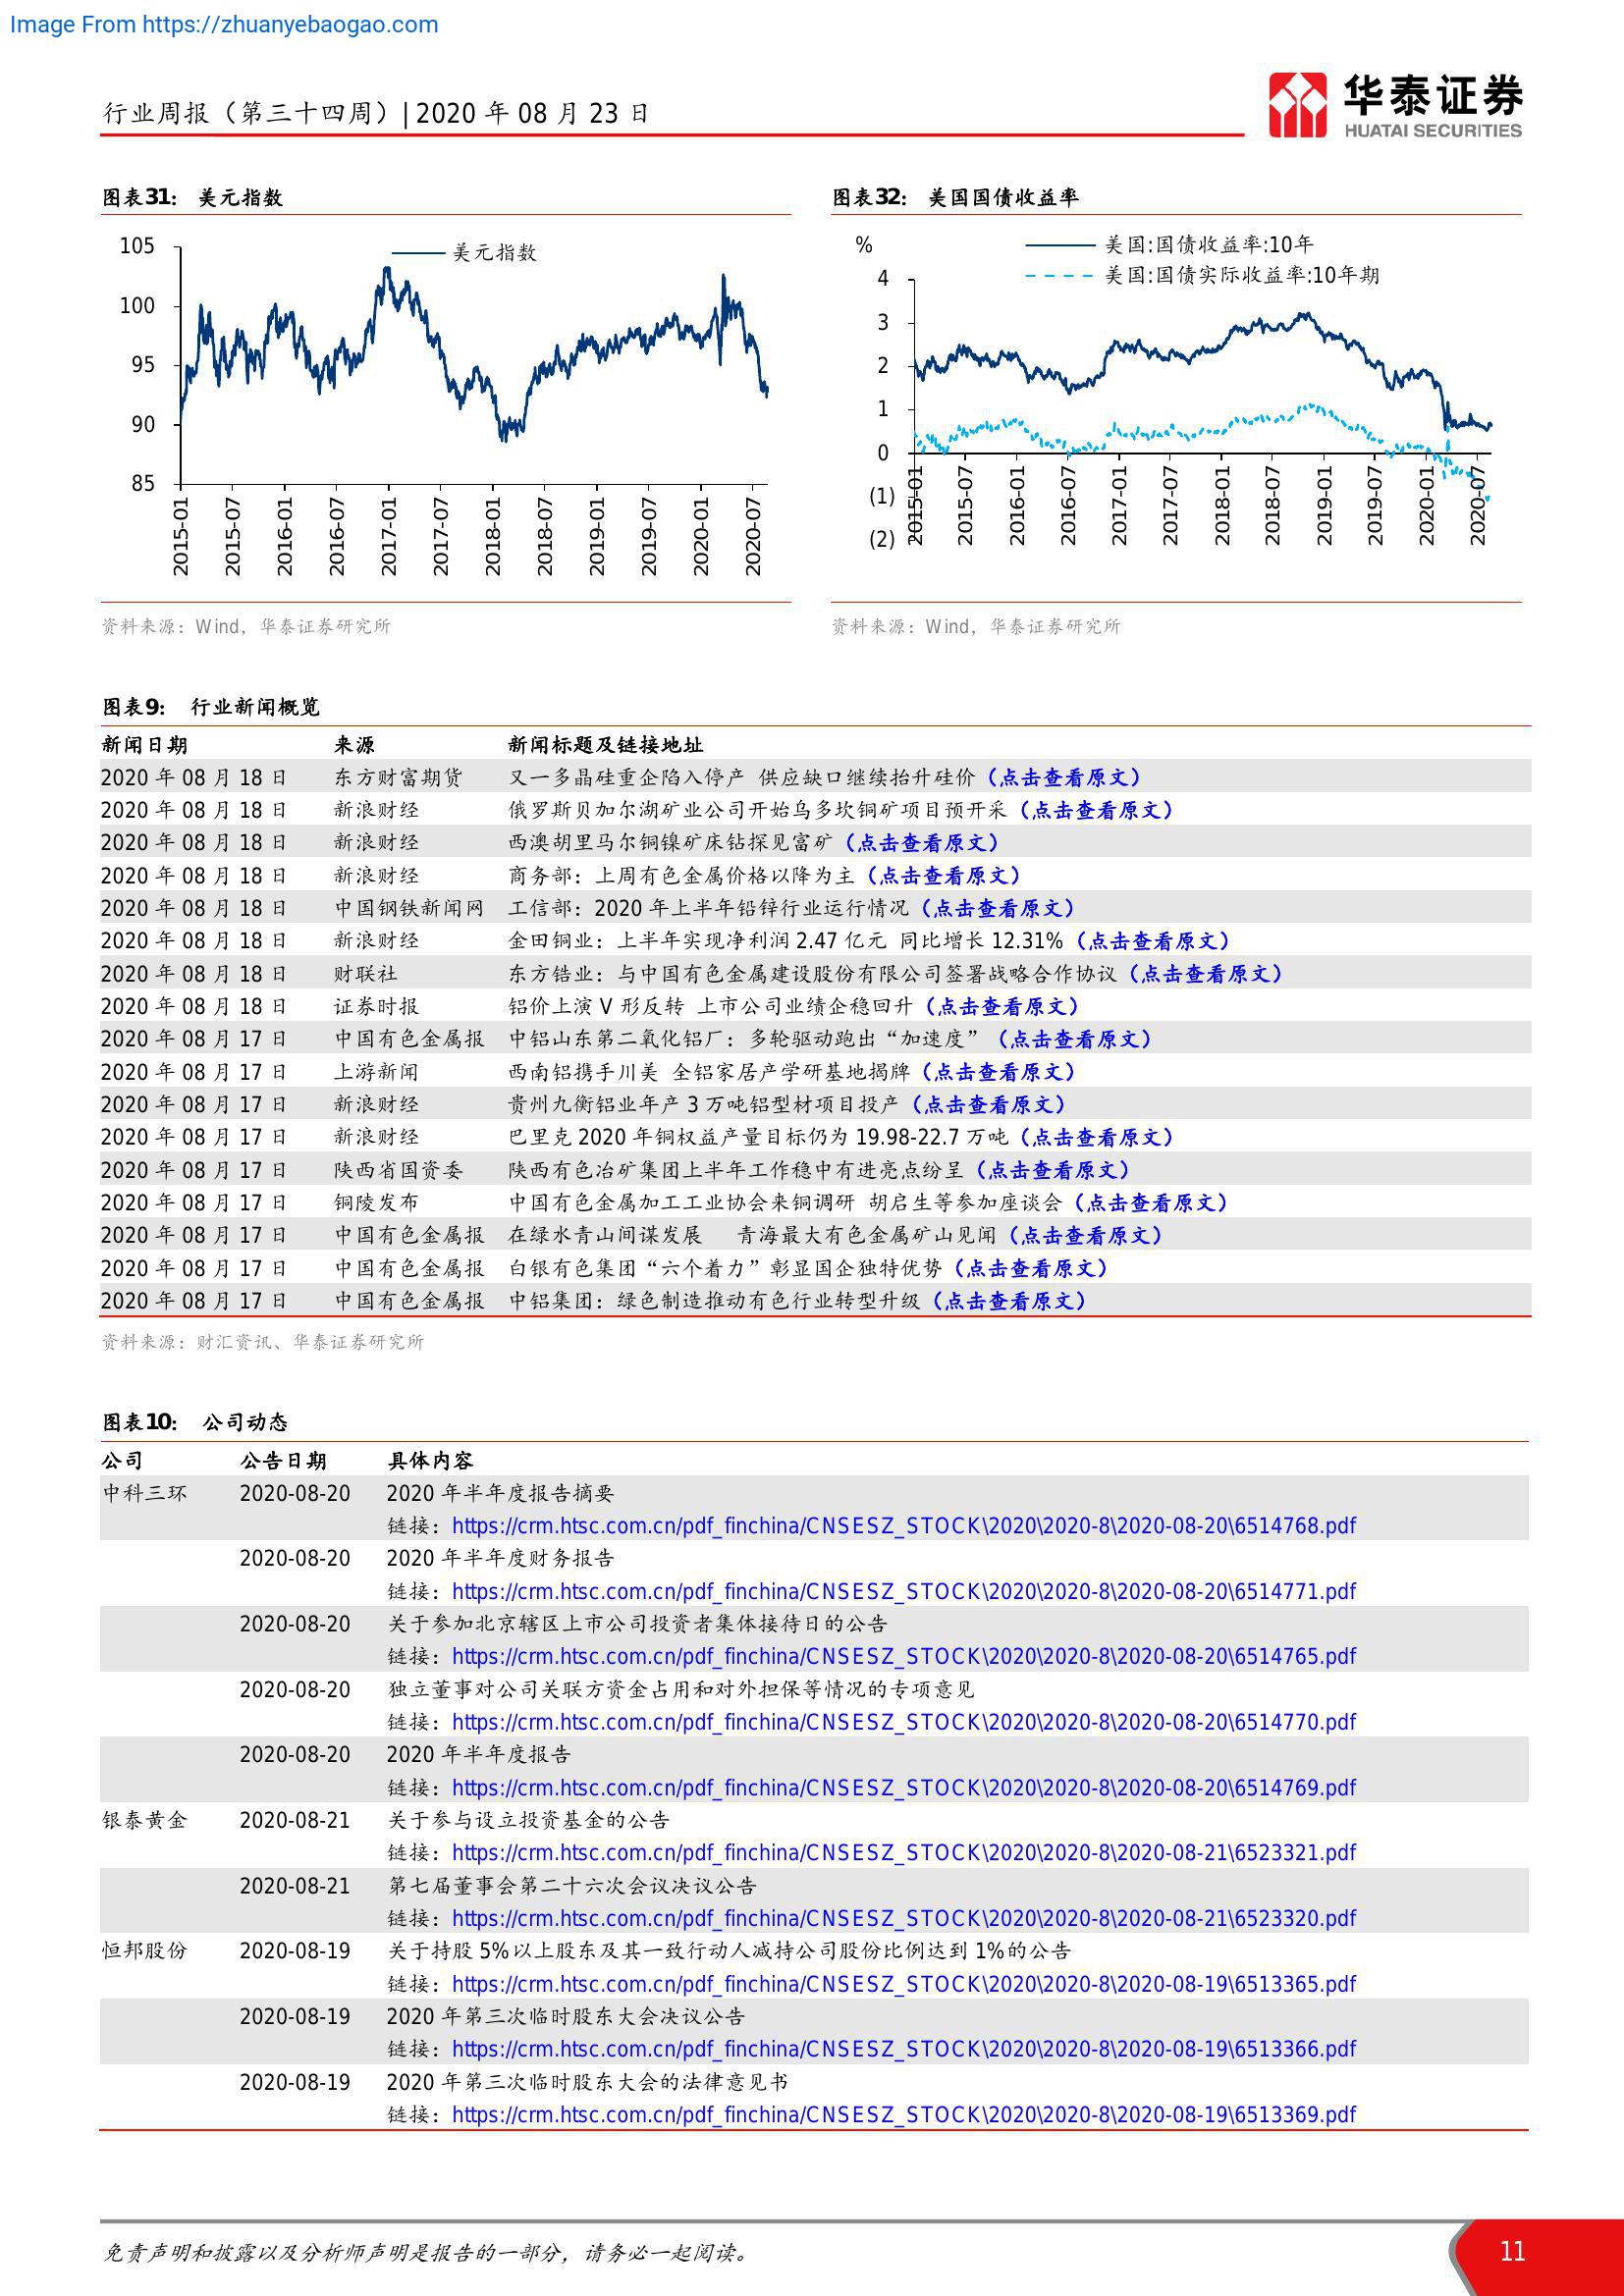 Image From https://zhuanyebaogao.com
行业周报（第三十四周）| 2020 年 08 月 23 日
华泰证券
HUATAI SECURITIES
图表31： 美元指数
美元指数
105
100
95
90
85
2015-01 2015-07 2016-01 2016-07 2017-01 2017-07 2018-01 2018-07 2019-01 2019-07 2020-01 2020-07
资料来源：Wind，华泰证券研究所
图表32： 美国国债收益率
%
美国:国债收益率:10年
美国:国债实际收益率:10年期
4
3
2
1
0
(1)
(2)
2015-01 2015-07 2016-01 2016-07 2017-01 2017-07 2018-01 2018-07 2019-01 2019-07 2020-01 2020-07
资料来源：Wind，华泰证券研究所
图表9： 行业新闻概览
新闻日期 来源 新闻标题及链接地址
2020 年 08 月 18 日 东方财富期货 又一多晶硅重企陷入停产 供应缺口继续抬升硅价（点击查看原文）
2020 年 08 月 18 日 新浪财经 俄罗斯贝加尔湖矿业公司开始乌多坎铜矿项目预开采（点击查看原文）
2020 年 08 月 18 日 新浪财经 西澳胡里马尔铜镍矿床钻探见富矿（点击查看原文）
2020 年 08 月 18 日 新浪财经 商务部：上周有色金属价格以降为主（点击查看原文）
2020 年 08 月 18 日 中国钢铁新闻网 工信部：2020 年上半年铅锌行业运行情况（点击查看原文）
2020 年 08 月 18 日 新浪财经 金田铜业：上半年实现净利润 2.47 亿元 同比增长 12.31%（点击查看原文）
2020 年 08 月 18 日 财联社 东方锆业：与中国有色金属建设股份有限公司签署战略合作协议（点击查看原文）
2020 年 08 月 18 日 证券时报 铝价上演 V 形反转 上市公司业绩企稳回升（点击查看原文）
2020 年 08 月 17 日 中国有色金属报 中铝山东第二氧化铝厂：多轮驱动跑出“加速度”（点击查看原文）
2020 年 08 月 17 日 上游新闻 西南铝携手川美 全铝家居产学研基地揭牌（点击查看原文）
2020 年 08 月 17 日 新浪财经 贵州九衡铝业年产 3 万吨铝型材项目投产（点击查看原文）
2020 年 08 月 17 日 新浪财经 巴里克 2020 年铜权益产量目标仍为 19.98-22.7 万吨（点击查看原文）
2020 年 08 月 17 日 陕西省国资委 陕西有色冶矿集团上半年工作稳中有进亮点纷呈（点击查看原文）
2020 年 08 月 17 日 铜陵发布 中国有色金属加工工业协会来铜调研 胡启生等参加座谈会（点击查看原文）
2020 年 08 月 17 日 中国有色金属报 在绿水青山间谋发展 青海最大有色金属矿山见闻（点击查看原文）
2020 年 08 月 17 日 中国有色金属报 白银有色集团“六个着力”彰显国企独特优势（点击查看原文）
2020 年 08 月 17 日 中国有色金属报 中铝集团：绿色制造推动有色行业转型升级（点击查看原文）
资料来源：财汇资讯、华泰证券研究所
图表10： 公司动态
公司 公告日期 具体内容
中科三环 2020-08-20 2020 年半年度报告摘要
链接：https://crm.htsc.com.cn/pdf_finchina/CNSESZ_STOCK\2020\2020-8\2020-08-20\6514768.pdf
2020-08-20 2020 年半年度财务报告
链接：https://crm.htsc.com.cn/pdf_finchina/CNSESZ_STOCK\2020\2020-8\2020-08-20\6514771.pdf
2020-08-20 关于参加北京辖区上市公司投资者集体接待日的公告
链接：https://crm.htsc.com.cn/pdf_finchina/CNSESZ_STOCK\2020\2020-8\2020-08-20\6514765.pdf
2020-08-20 独立董事对公司关联方资金占用和对外担保等情况的专项意见
链接：https://crm.htsc.com.cn/pdf_finchina/CNSESZ_STOCK\2020\2020-8\2020-08-20\6514770.pdf
2020-08-20 2020 年半年度报告
链接：https://crm.htsc.com.cn/pdf_finchina/CNSESZ_STOCK\2020\2020-8\2020-08-20\6514769.pdf
银泰黄金 2020-08-21 关于参与设立投资基金的公告
链接：https://crm.htsc.com.cn/pdf_finchina/CNSESZ_STOCK\2020\2020-8\2020-08-21\6523321.pdf
2020-08-21 第七届董事会第二十六次会议决议公告
链接：https://crm.htsc.com.cn/pdf_finchina/CNSESZ_STOCK\2020\2020-8\2020-08-21\6523320.pdf
恒邦股份 2020-08-19 关于持股 5%以上股东及其一致行动人减持公司股份比例达到 1%的公告
链接：https://crm.htsc.com.cn/pdf_finchina/CNSESZ_STOCK\2020\2020-8\2020-08-19\6513365.pdf
2020-08-19 2020 年第三次临时股东大会决议公告
链接：https://crm.htsc.com.cn/pdf_finchina/CNSESZ_STOCK\2020\2020-8\2020-08-19\6513366.pdf
2020-08-19 2020 年第三次临时股东大会的法律意见书
链接：https://crm.htsc.com.cn/pdf_finchina/CNSESZ_STOCK\2020\2020-8\2020-08-19\6513369.pdf
免责声明和披露以及分析师声明是报告的一部分，请务必一起阅读。
11